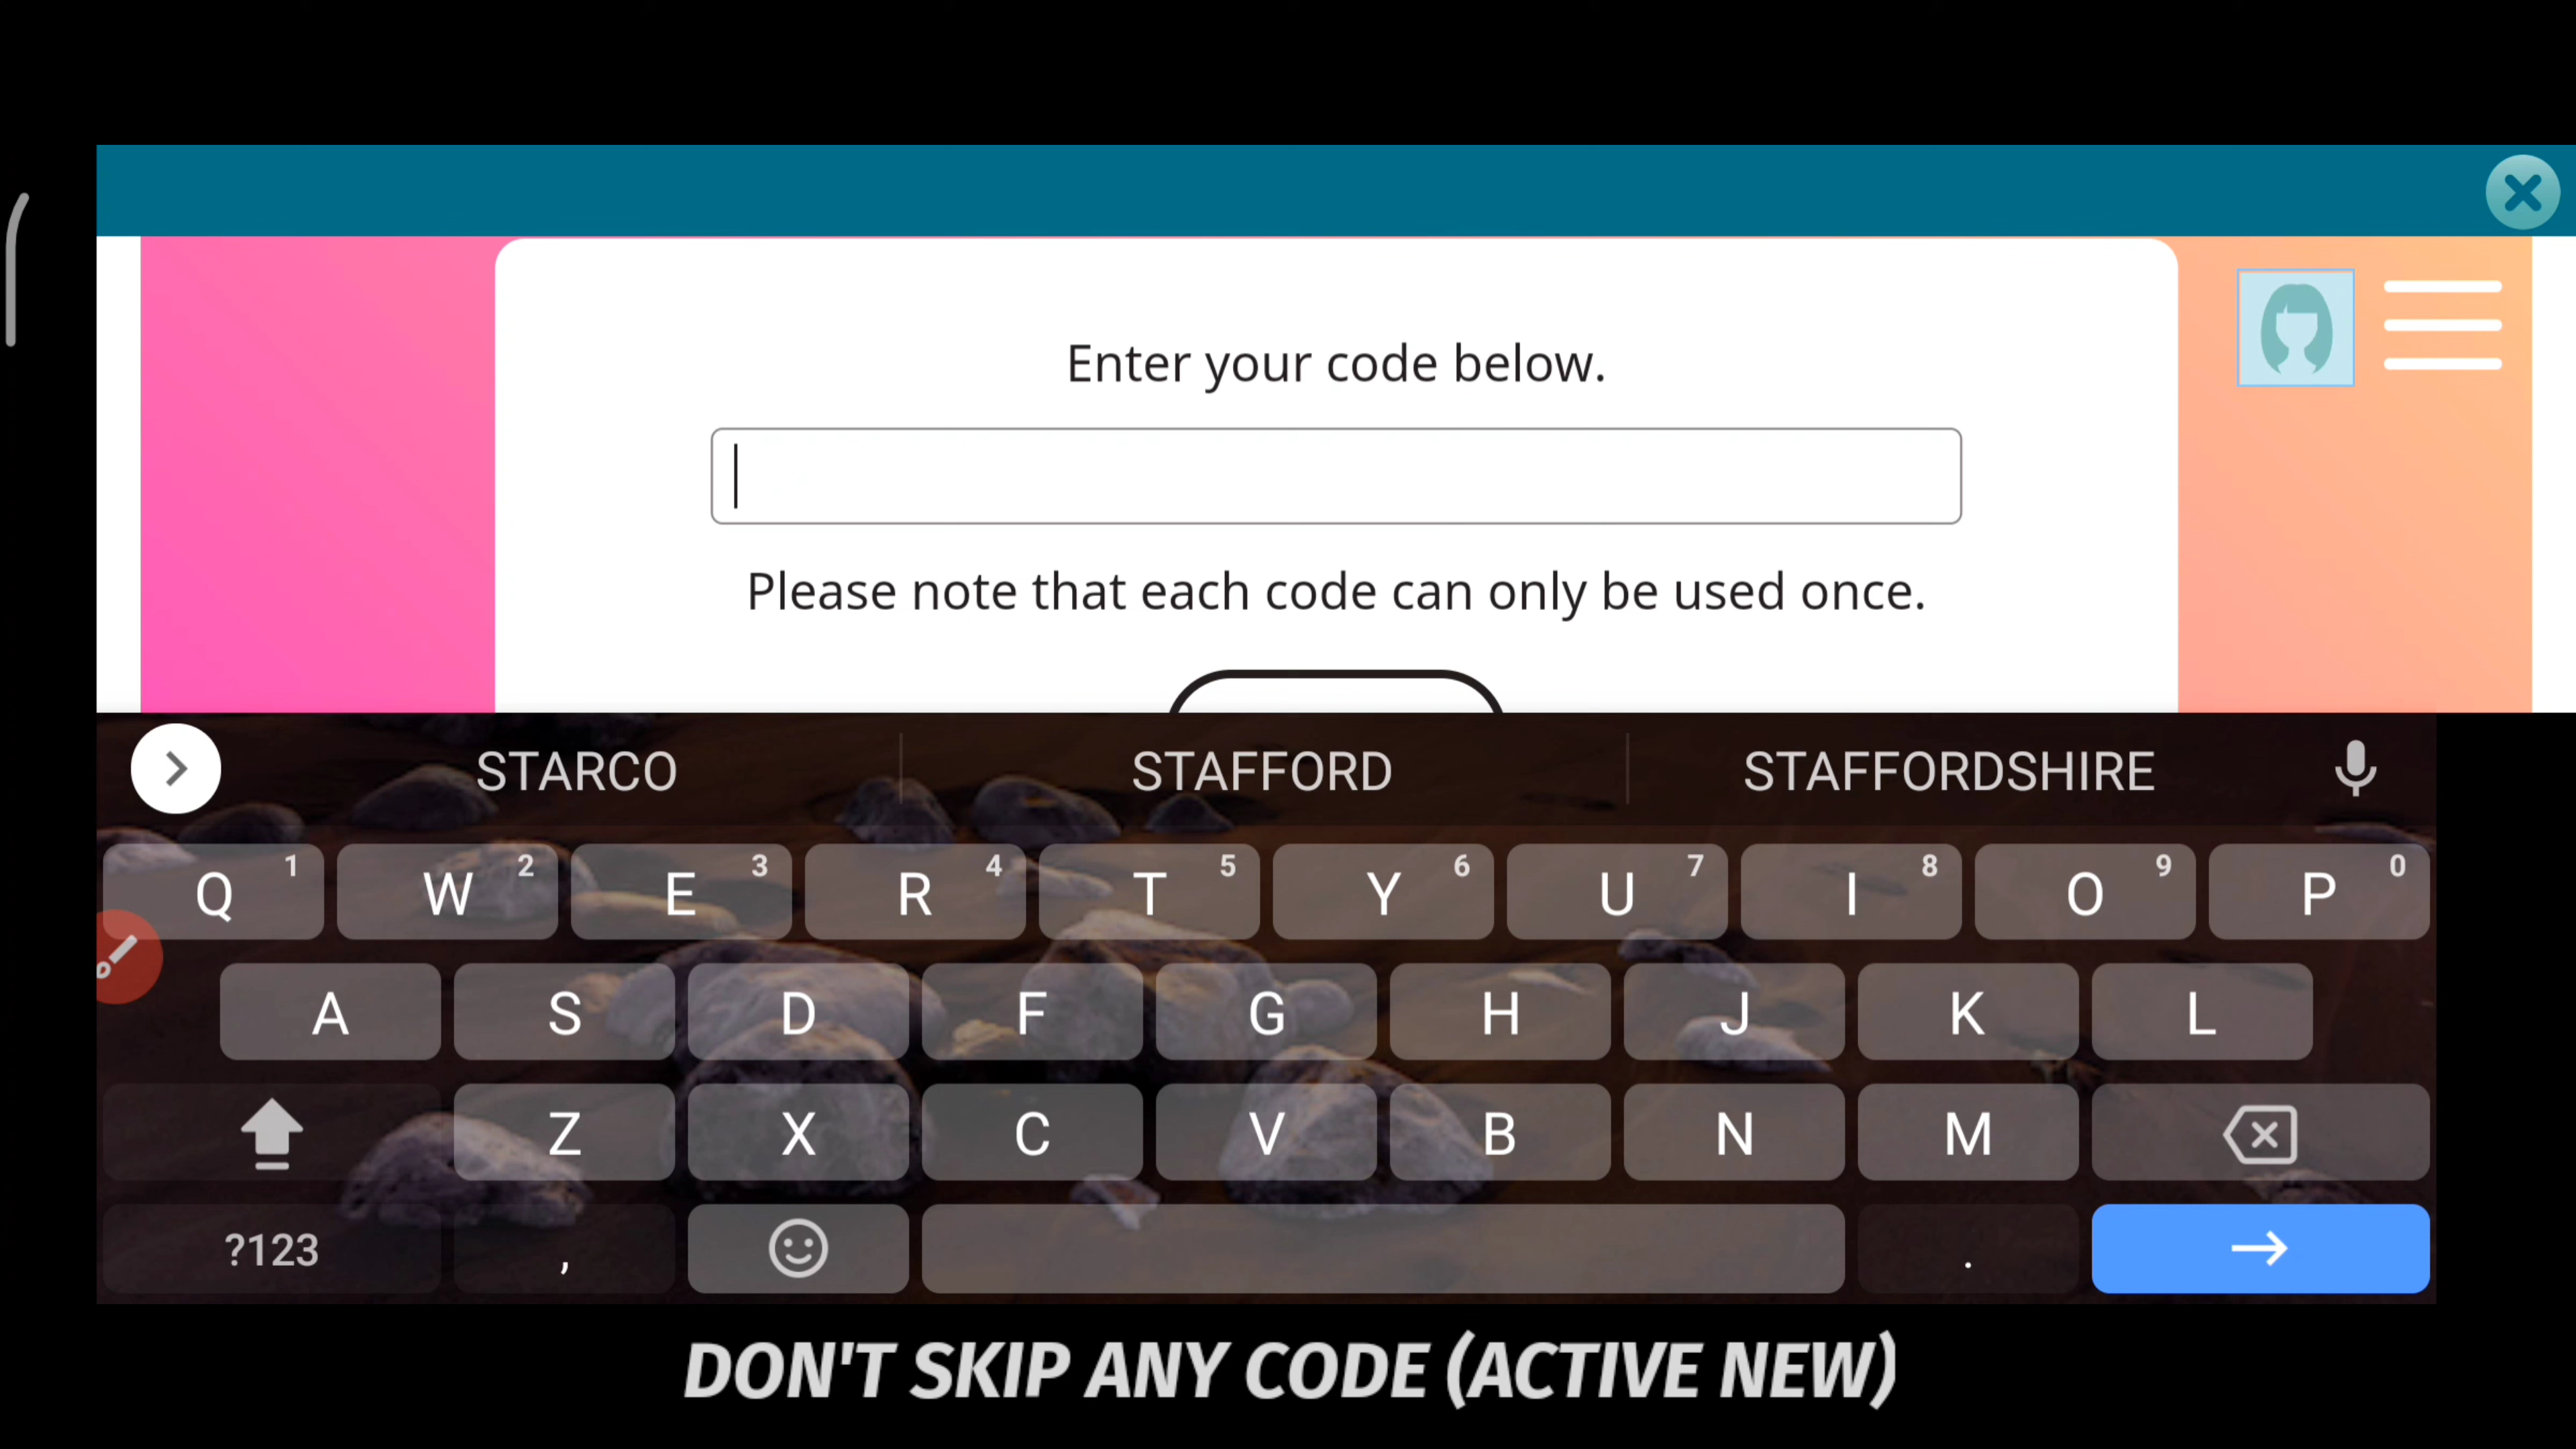 Enter your code below.
Please note that each code can only be used once.
STARCO STAFFORD STAFFORDSHIRE
Q 1 W 2 E 3 R 4 T 5 Y 6 U 7 I 8 O 9 P 0
A S D F G H J K L
Z X C V B N M
?123 , .
DON'T SKIP ANY CODE (ACTIVE NEW)